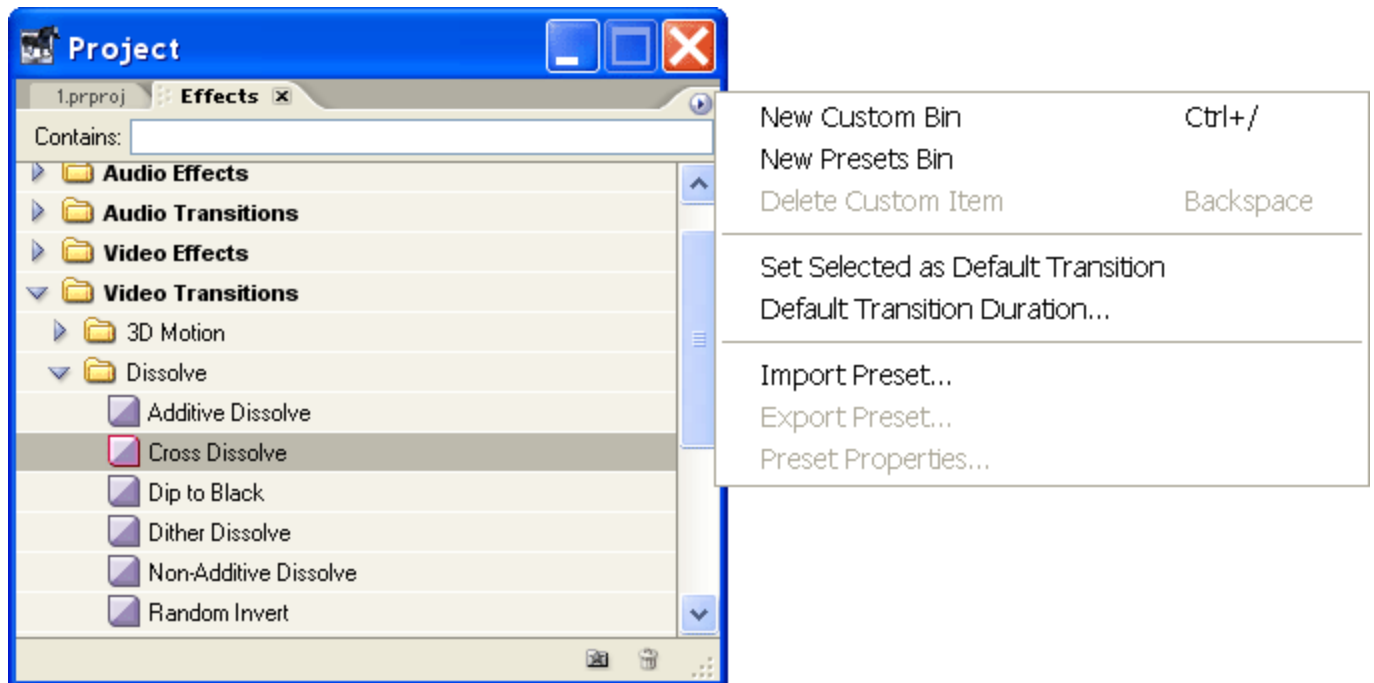 Project
1.prproj Effects
Contains:
Audio Effects
Audio Transitions
Video Effects
Video Transitions
3D Motion
Dissolve
Additive Dissolve
Cross Dissolve
Dip to Black
Dither Dissolve
Non-Additive Dissolve
Random Invert
New Custom Bin Ctrl+/
New Presets Bin
Delete Custom Item Backspace
Set Selected as Default Transition
Default Transition Duration...
Import Preset...
Export Preset...
Preset Properties...